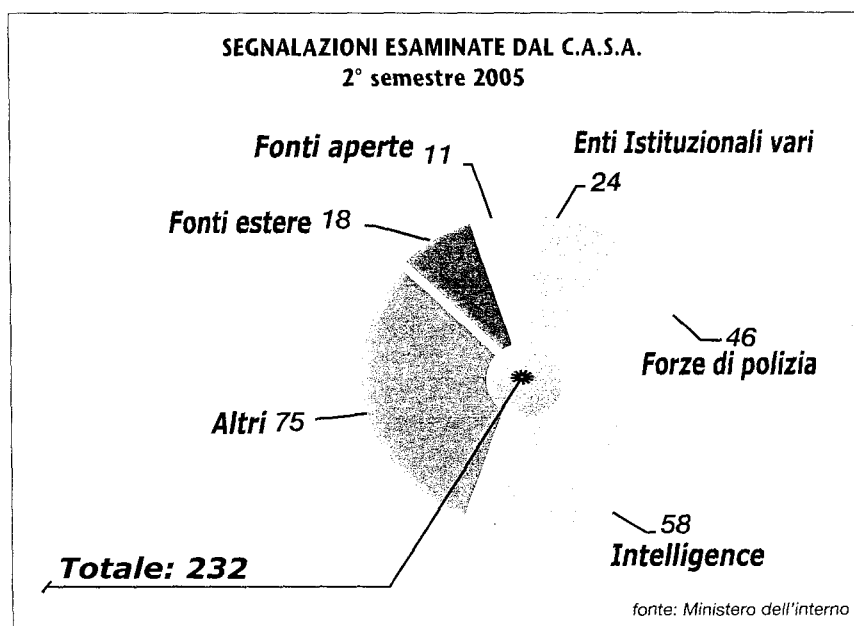 SEGNALAZIONI ESAMINATE DAL C.A.S.A.
2° semestre 2005
Fonti aperte 11
Enti Istituzionali vari
24
Fonti estere 18
46
Forze di polizia
Altri 75
58
Intelligence
Totale: 232
fonte: Ministero dell'interno